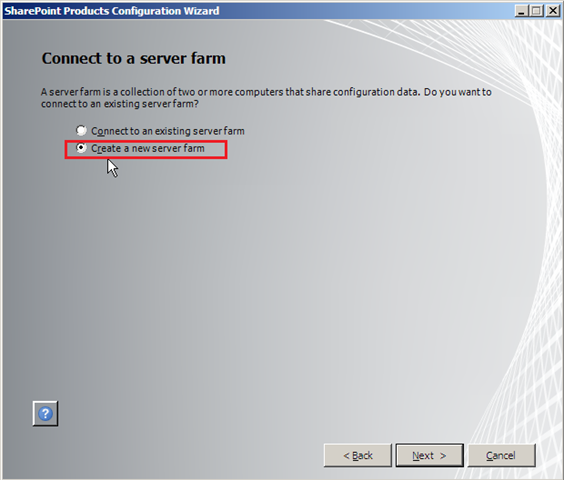 SharePoint Products Configuration Wizard
Connect to a server farm
A server farm is a collection of two or more computers that share configuration data. Do you want to
connect to an existing server farm?
Connect to an existing server farm
Create a new server farm
?
< Back
Next >
Cancel